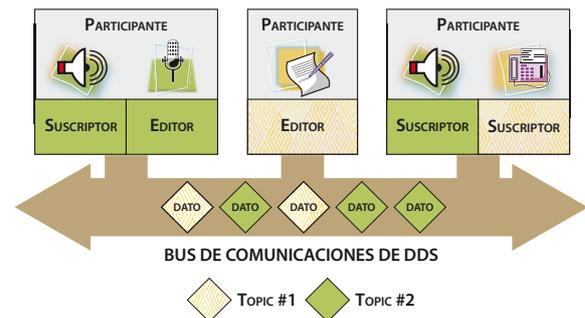 Participante Participante Participante
Suscriptor Editor Editor Suscriptor Suscriptor
DATO DATO DATO DATO DATO
BUS DE COMUNICACIONES DE DDS
Topic #1 Topic #2